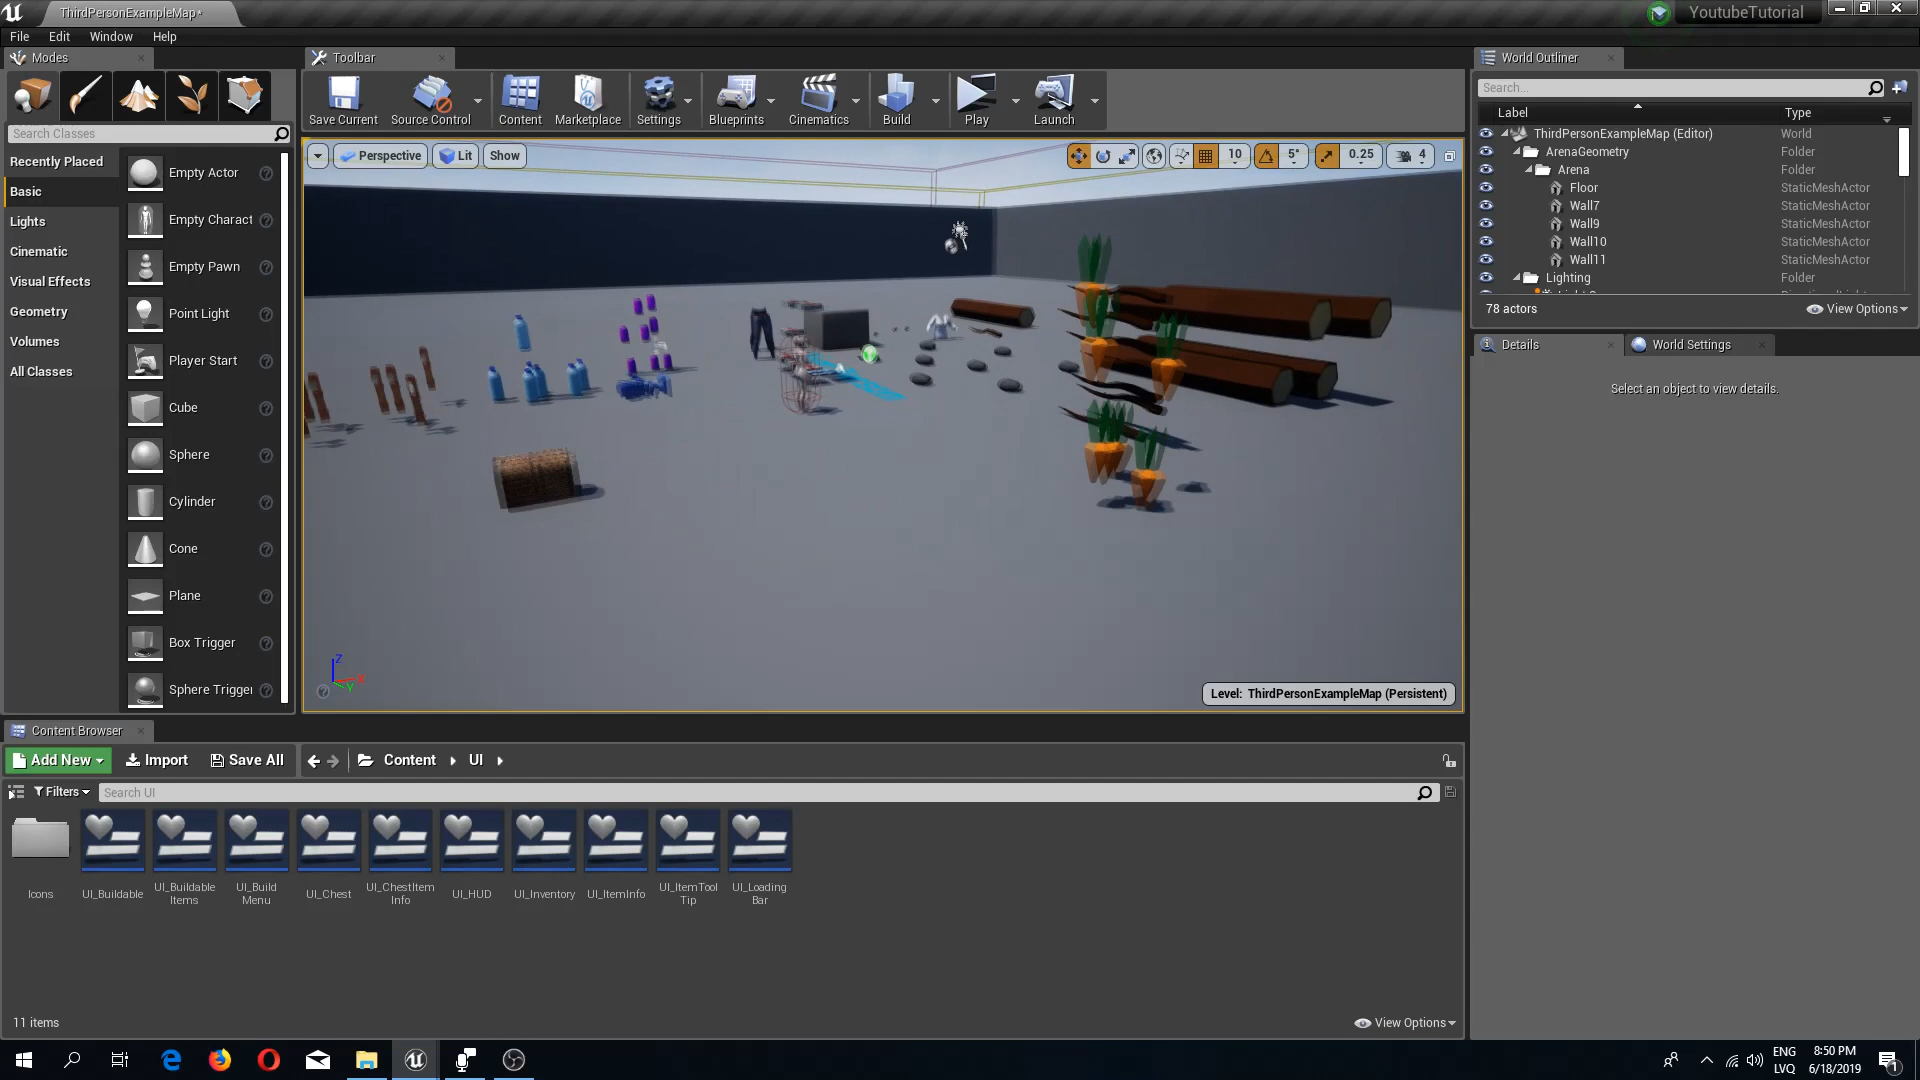 ThirdPersonExampleMap*
YoutubeTutorial
File Edit Window Help
Modes
Toolbar
World Outliner
Save Current
Source Control
Content
Marketplace
Settings
Blueprints
Cinematics
Build
Play
Launch
Search...
Label Type
Search Classes
Recently Placed
Basic
Lights
Cinematic
Visual Effects
Geometry
Volumes
All Classes
Empty Actor
Empty Charact
Empty Pawn
Point Light
Player Start
Cube
Sphere
Cylinder
Cone
Plane
Box Trigger
Sphere Trigger
Perspective Lit Show
10 5° 0.25 4
ThirdPersonExampleMap (Editor) World
ArenaGeometry Folder
Arena Folder
Floor StaticMeshActor
Wall7 StaticMeshActor
Wall9 StaticMeshActor
Wall10 StaticMeshActor
Wall11 StaticMeshActor
Lighting Folder
78 actors View Options
Details World Settings
Select an object to view details.
Z
X
Y
Level: ThirdPersonExampleMap (Persistent)
Content Browser
Add New Import Save All Content UI
Filters Search UI
Icons
UI_Buildable
UI_Buildable
Items
UI_Build
Menu
UI_Chest
UI_ChestItem
Info
UI_HUD
UI_Inventory
UI_ItemInfo
UI_ItemTool
Tip
UI_Loading
Bar
11 items View Options
ENG
LVQ
8:50 PM
6/18/2019
1